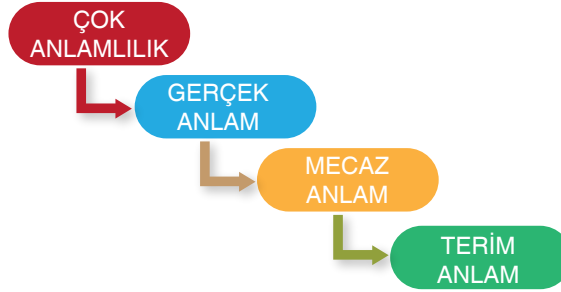 ÇOK
ANLAMLILIK
GERÇEK
ANLAM
MECAZ
ANLAM
TERİM
ANLAM